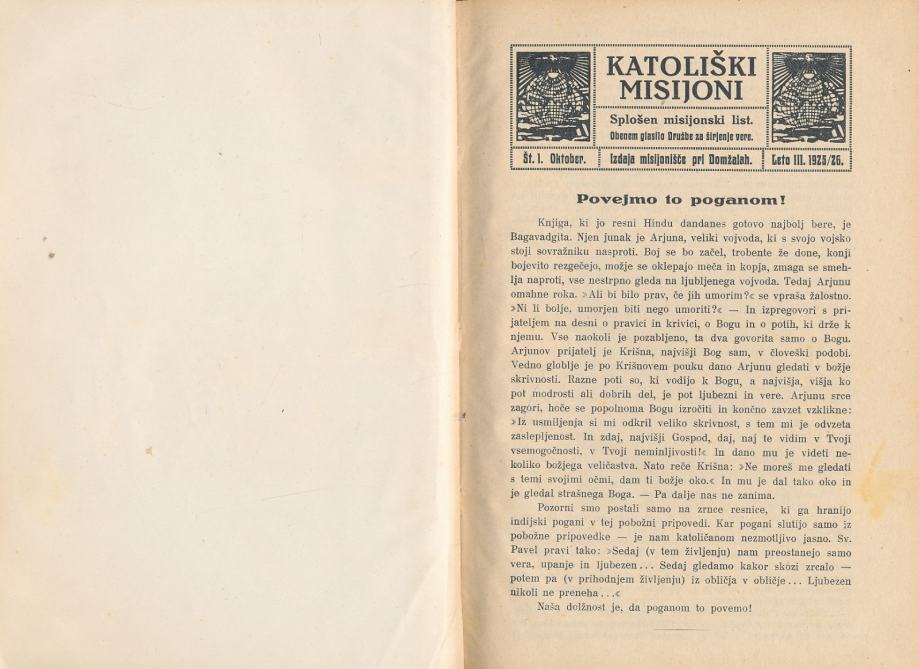 KATOLIŠKI
MISIJONI
Splošen misijonski list.
Obenem glasilo Družbe za širjenje vere.
Št. 1. Oktober.
Izdaja misijonišče pri Domžalah.
Leto III. 1925/26.
Povejmo to poganom!
Knjiga, ki jo resni Hindu dandanes gotovo najbolj bere, je
Bagavadgita. Njen junak je Arjuna, veliki vojvoda, ki s svojo vojsko
stoji sovražniku nasproti. Boj se bo začel, trobente že done, konji
bojevito rezgečejo, možje se oklepajo meča in kopja, zmaga se smeh-
lja naproti, vse nestrpno gleda na ljubljenega vojvoda. Tedaj Arjunu
omahne roka. »Ali bi bilo prav, če jih umorim?« se vpraša žalostno.
»Ni li bolje, umorjen biti nego umoriti?« — In izpregovori s pri-
jateljem na desni o pravici in krivici, o Bogu in o potih, ki drže k
njemu. Vse naokoli je pozabljeno, ta dva govorita samo o Bogu.
Arjunov prijatelj je Krišna, najvišji Bog sam, v človeški podobi.
Vedno globlje je po Krišnovem pouku dano Arjunu gledati v božje
skrivnosti. Razne poti so, ki vodijo k Bogu, a najvišja, višja ko
pot modrosti ali dobrih del, je pot ljubezni in vere. Arjunu srce
zagori, hoče se popolnoma Bogu izročiti in končno zavzet vzklikne:
»Iz usmiljenja si mi odkril veliko skrivnost, s tem mi je odvzeta
zaslepljenost. In zdaj, najvišji Gospod, daj, naj te vidim v Tvoji
vsemogočnosti, v Tvoji neminljivosti!« In dano mu je videti ne-
koliko božjega veličastva. Nato reče Krišna: »Ne moreš me gledati
s temi svojimi očmi, dam ti božje oko.« In mu je dal tako oko in
je gledal strašnega Boga. — Pa dalje nas ne zanima.
Pozorni smo postali samo na zrnce resnice, ki ga hranijo
indijski pogani v tej pobožni pripovedi. Kar pogani slutijo samo iz
pobožne pripovedke — je nam katoličanom nezmotljivo jasno. Sv.
Pavel pravi tako: »Sedaj (v tem življenju) nam preostanejo samo
vera, upanje in ljubezen... Sedaj gledamo kakor skozi zrcalo —
potem pa (v prihodnjem življenju) iz obličja v obličje... Ljubezen
nikoli ne preneha...«
Naša dolžnost je, da poganom to povemo!